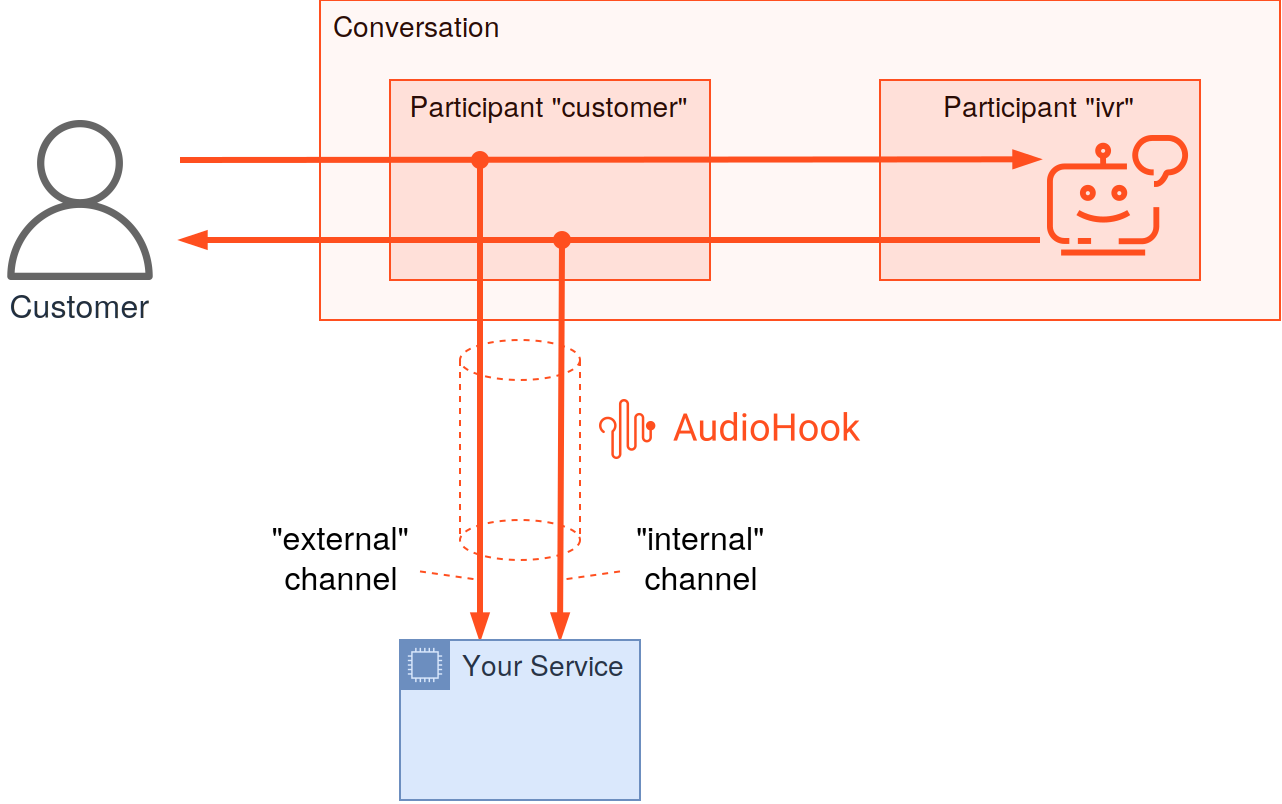 Conversation
Participant "customer"
Participant "ivr"
Customer
AudioHook
"external"
channel
"internal"
channel
Your Service